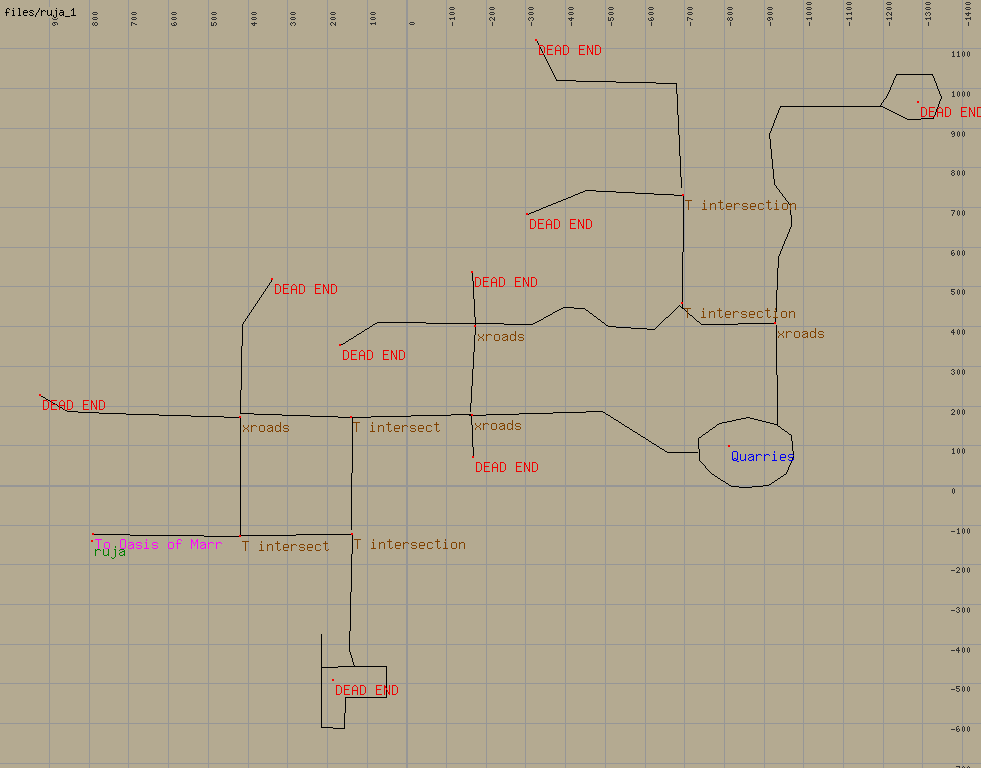 files/ruja_1
900 800 700 600 500 400 300 200 100 0 -100 -200 -300 -400 -500 -600 -700 -800 -900 -1000 -1100 -1200 -1300 -1400
DEAD END
1100
1000
DEAD END
900
800
T intersection
700
DEAD END
600
DEAD END
DEAD END
500
T intersection
xroads
xroads
400
DEAD END
300
DEAD END
200
xroads
T intersect
xroads
100
Quarries
DEAD END
0
-100
To Oasis of Marr
T intersect
T intersection
ruja
-200
-300
-400
-500
DEAD END
-600